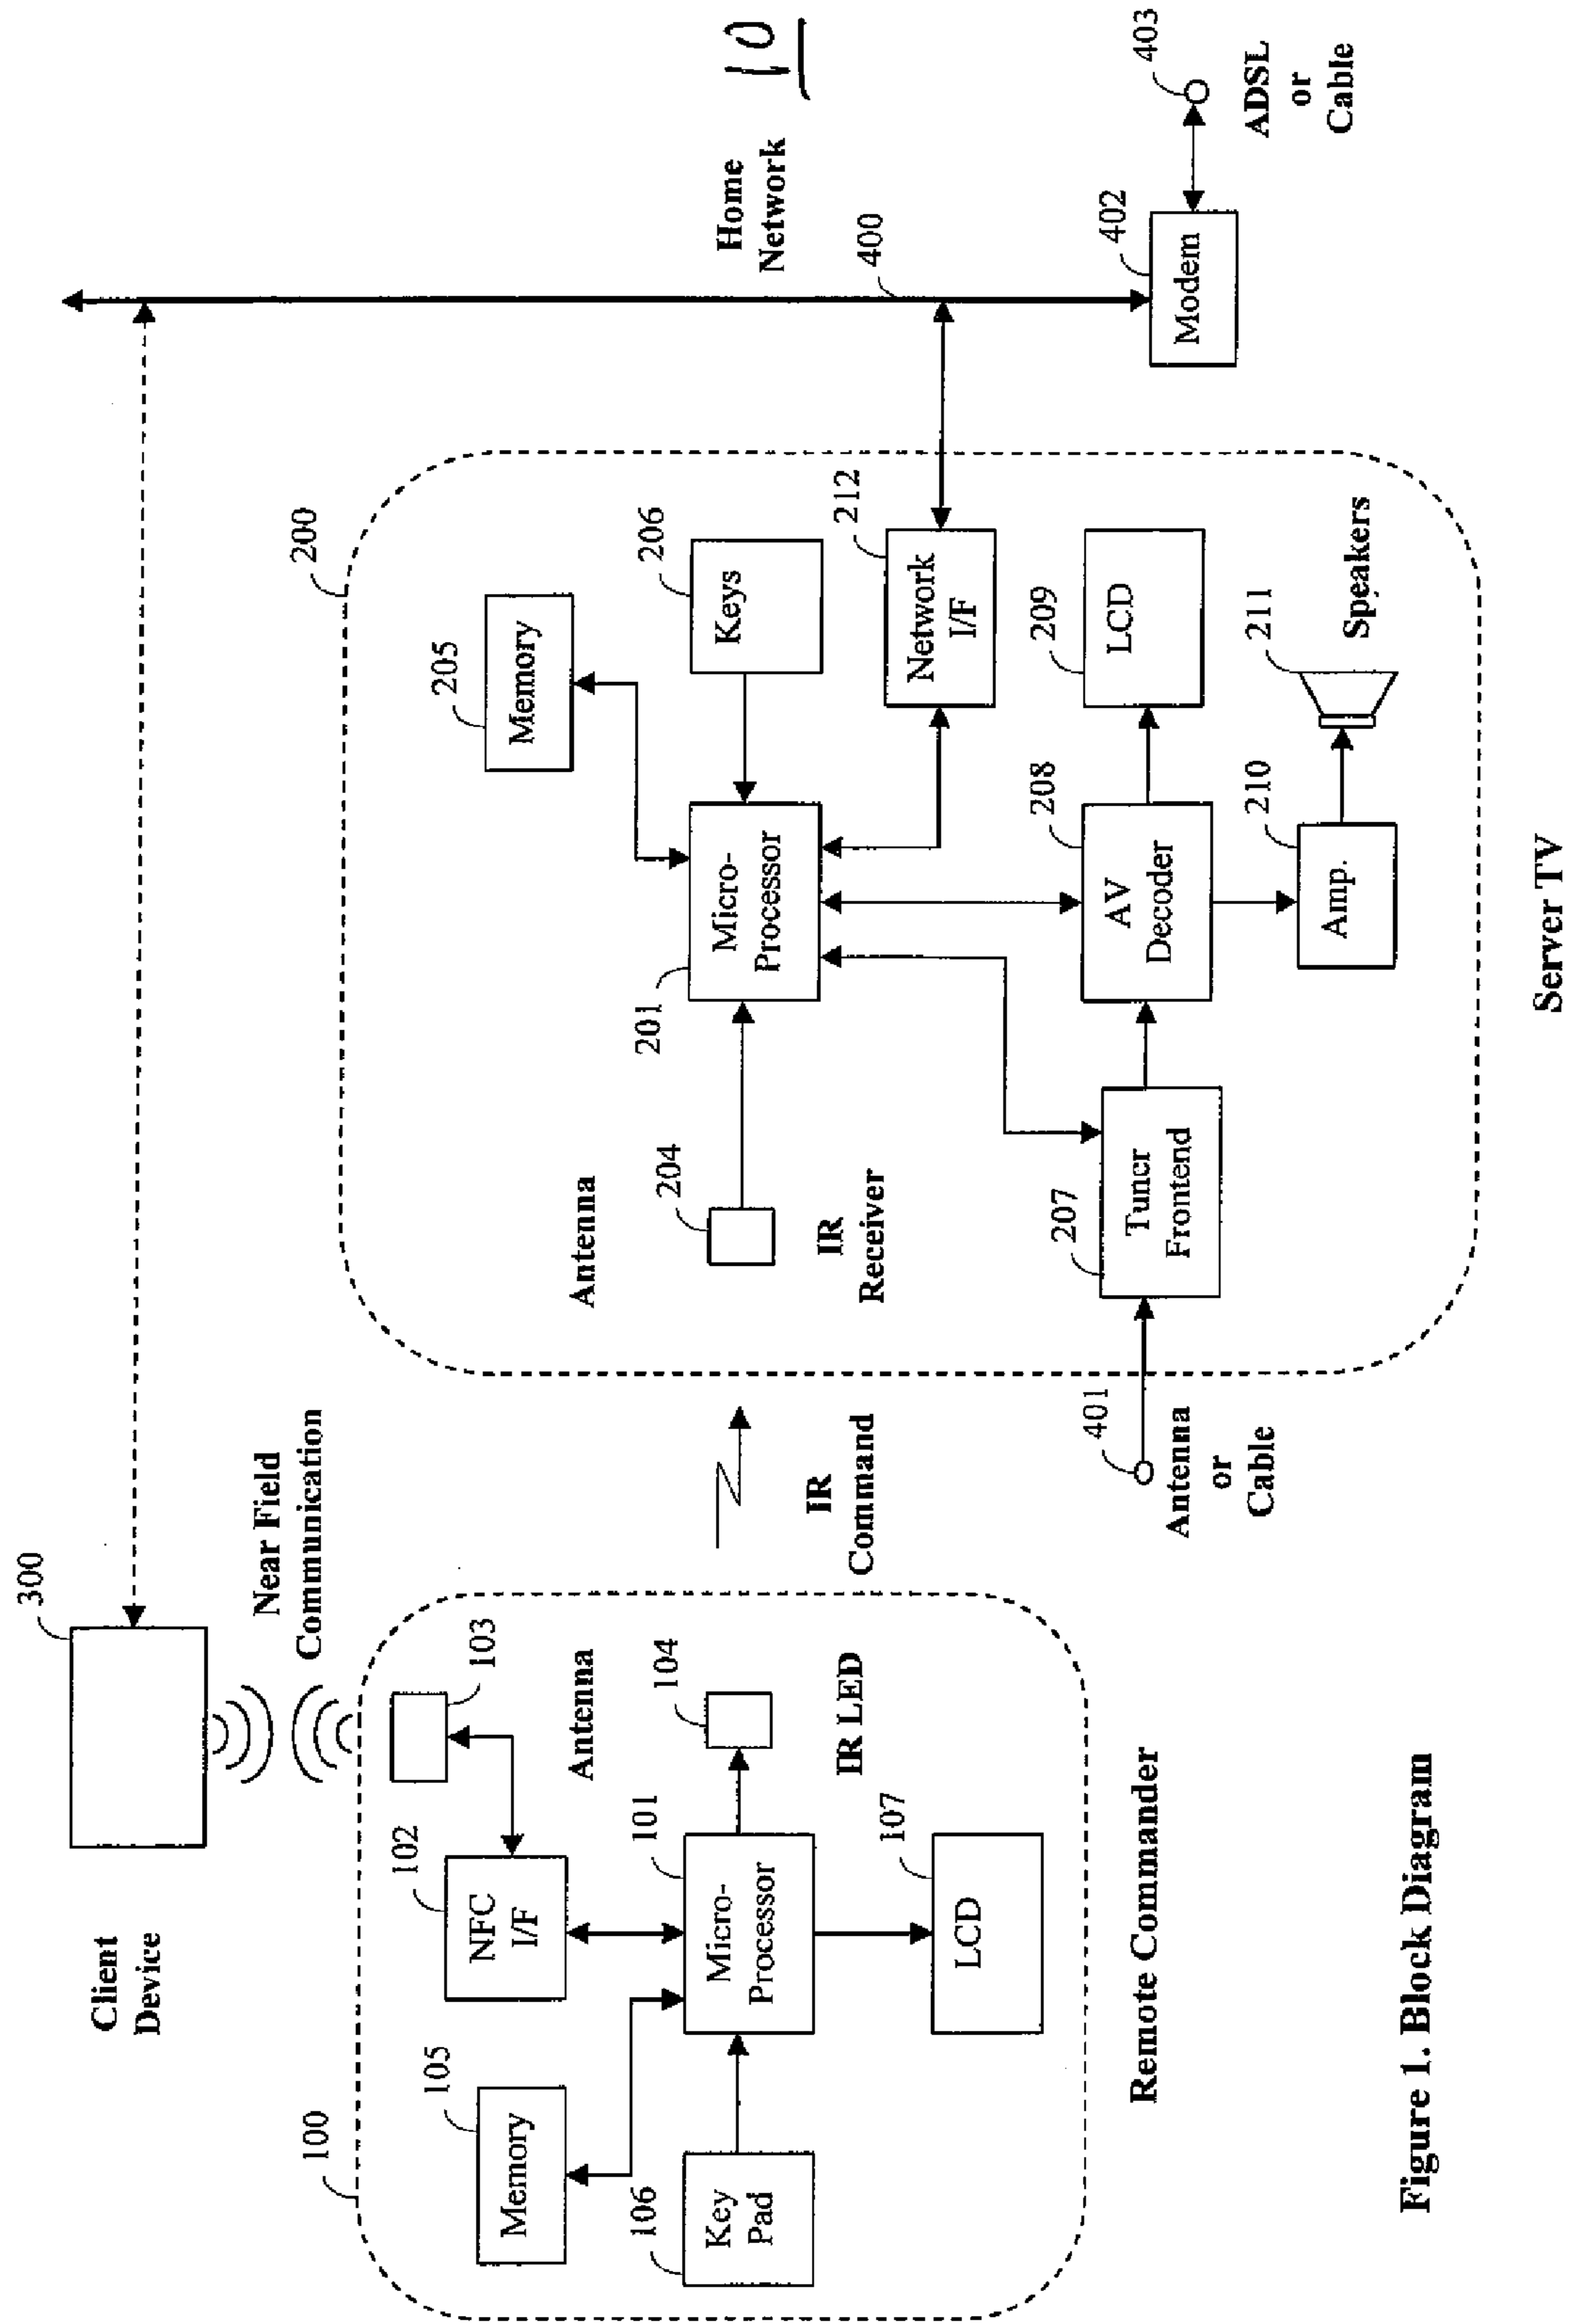 300
Client
Device
Near Field
Communication
Home
Network
10
400
100
105
Memory
102
NFC
I/F
103
Antenna
106
Key
Pad
101
Micro-
Processor
104
IR LED
107
LCD
Remote Commander
IR
Command
200
Antenna
204
IR
Receiver
205
Memory
201
Micro-
Processor
206
Keys
212
Network
I/F
401
Antenna
or
Cable
207
Tuner
Frontend
208
AV
Decoder
209
LCD
210
Amp.
211
Speakers
Server TV
402
Modem
403
ADSL
or
Cable
Figure 1. Block Diagram